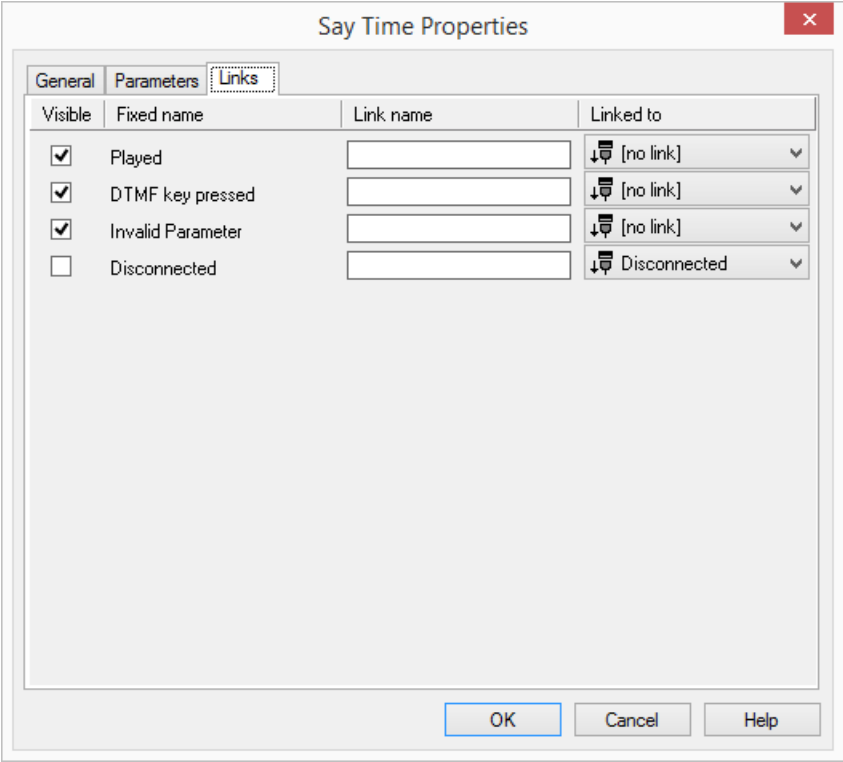 Say Time Properties
General Parameters Links
Visible Fixed name Link name Linked to
Played [no link]
DTMF key pressed [no link]
Invalid Parameter [no link]
Disconnected Disconnected
OK Cancel Help